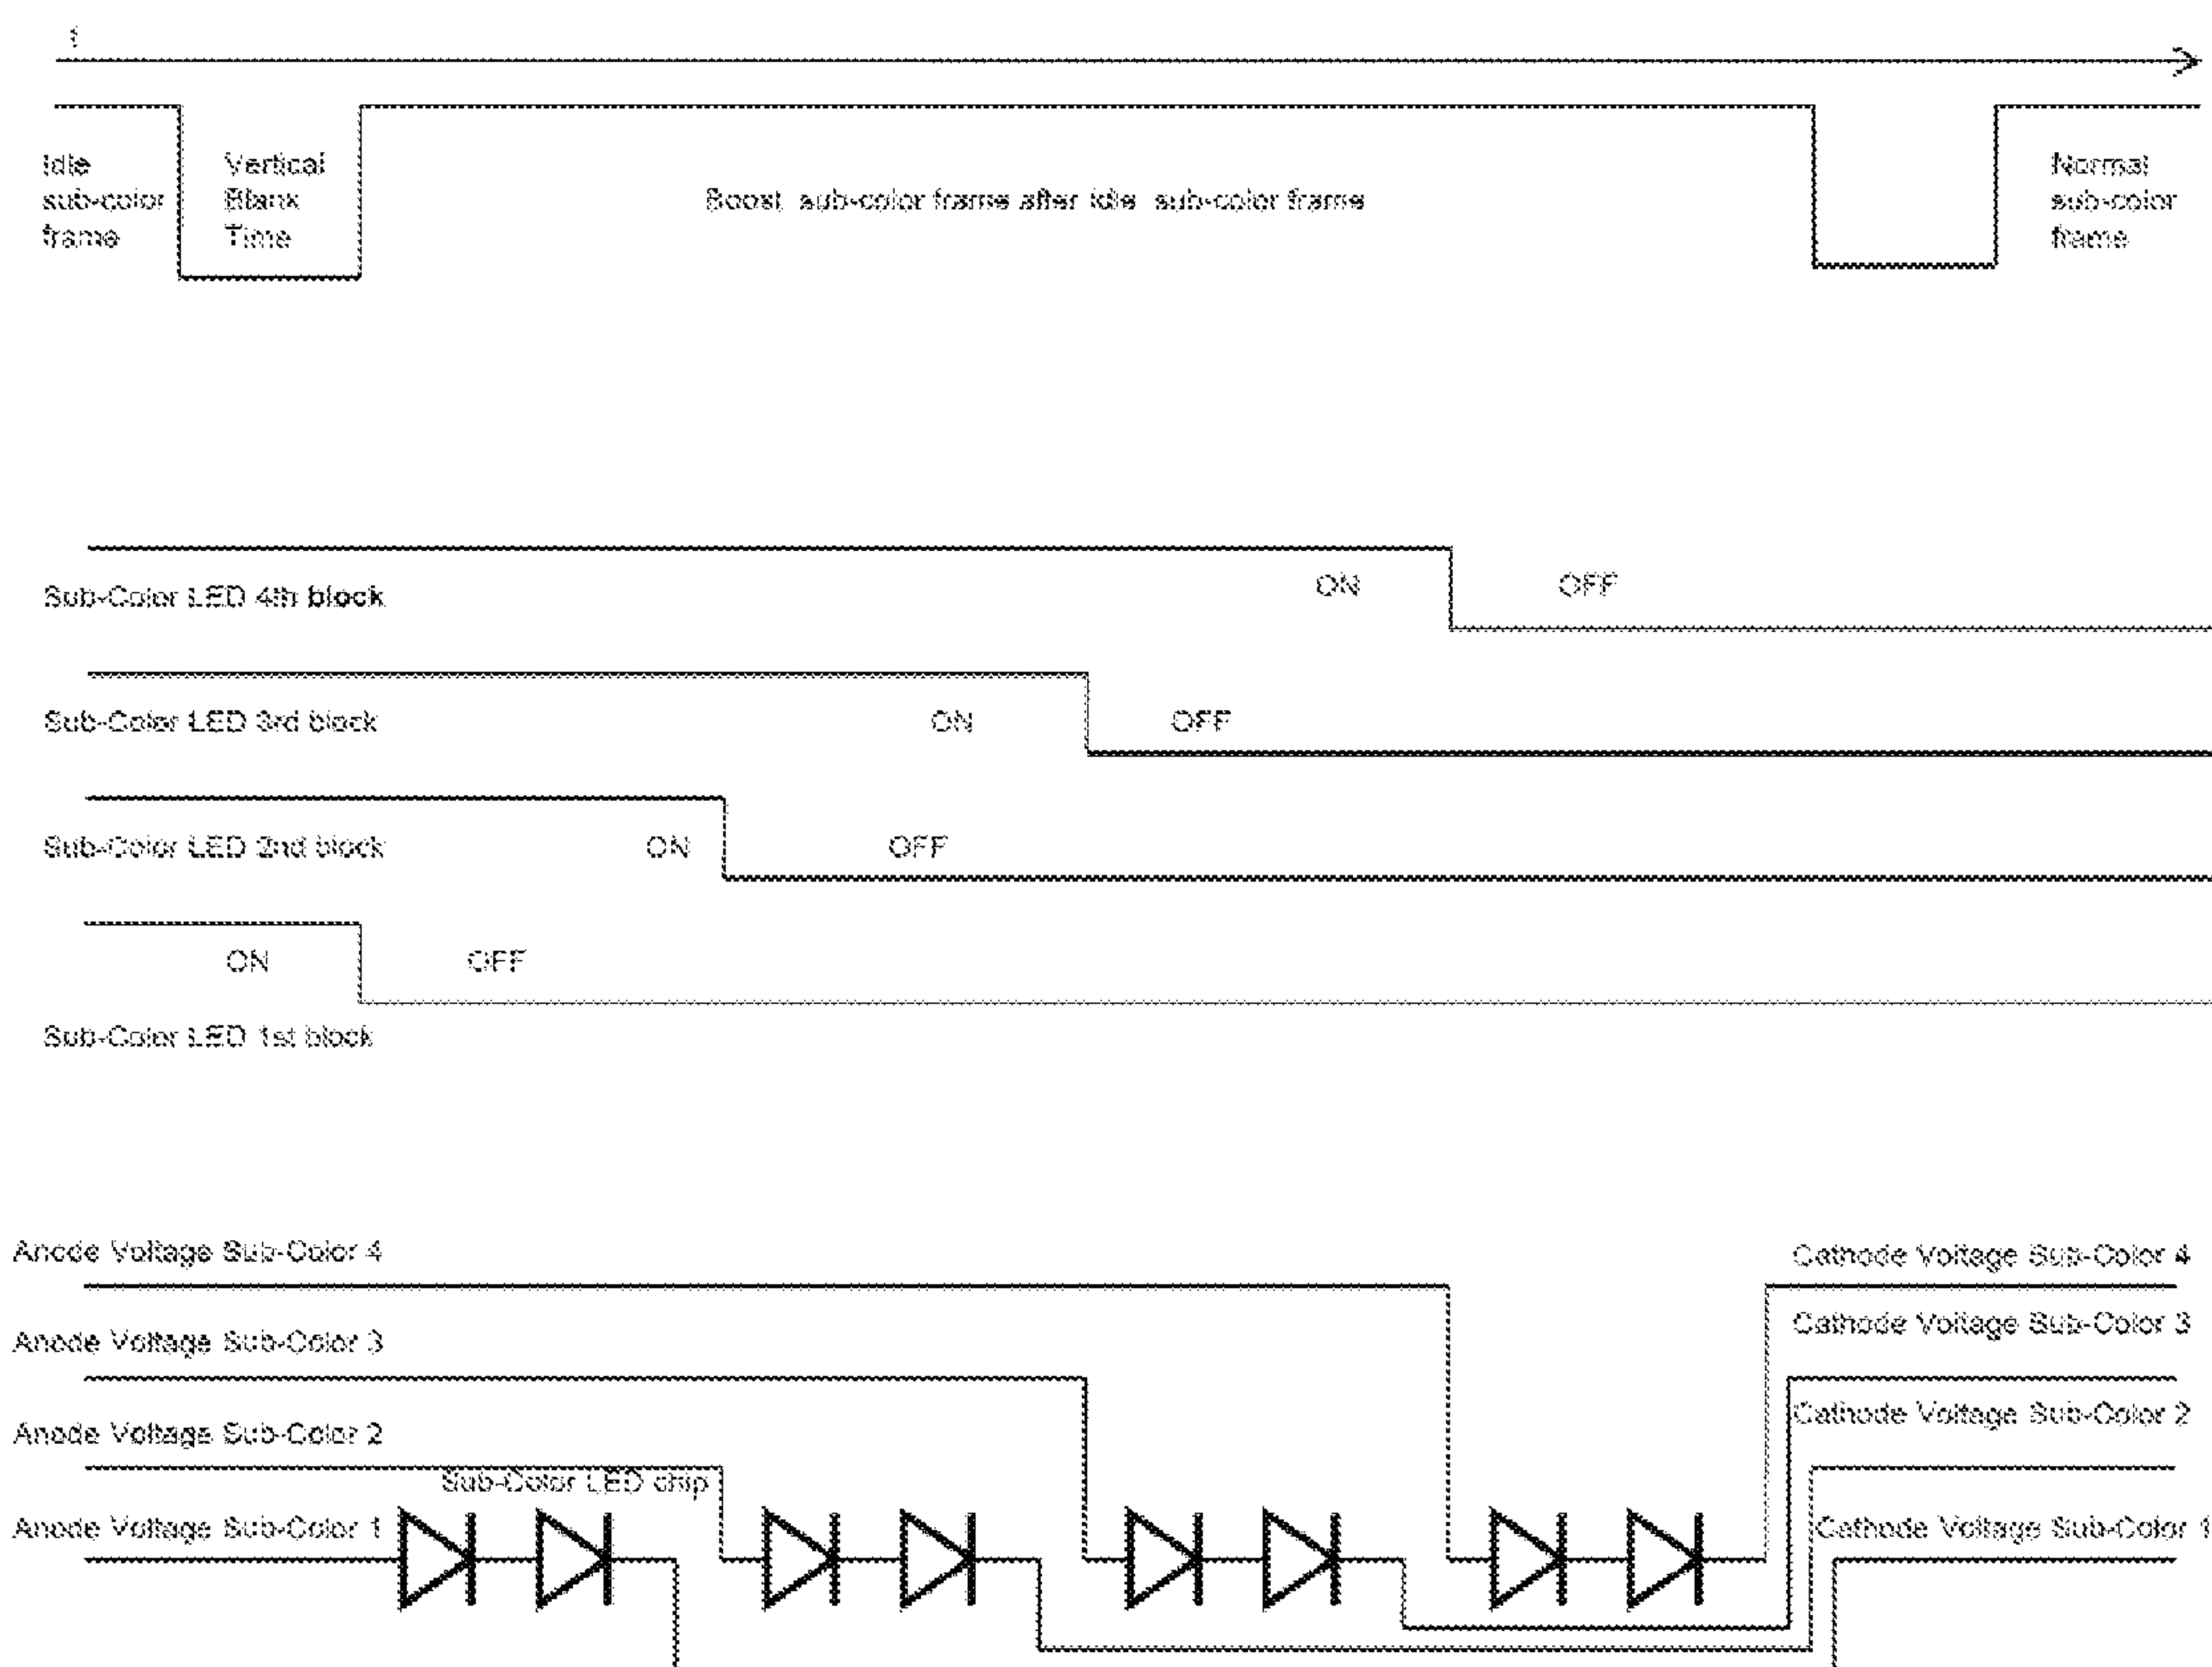 t
Idle
sub-color
frame
Vertical
Blank
Time
Boost sub-color frame after idle sub-color frame
Normal
sub-color
frame
ON
OFF
Sub-Color LED 4th block
Sub-Color LED 3rd block
ON
OFF
Sub-Color LED 2nd block
ON
OFF
ON
OFF
Sub-Color LED 1st block
Anode Voltage Sub-Color 4
Cathode Voltage Sub-Color 4
Anode Voltage Sub-Color 3
Cathode Voltage Sub-Color 3
Anode Voltage Sub-Color 2
Cathode Voltage Sub-Color 2
Sub-Color LED chip
Anode Voltage Sub-Color 1
Cathode Voltage Sub-Color 1